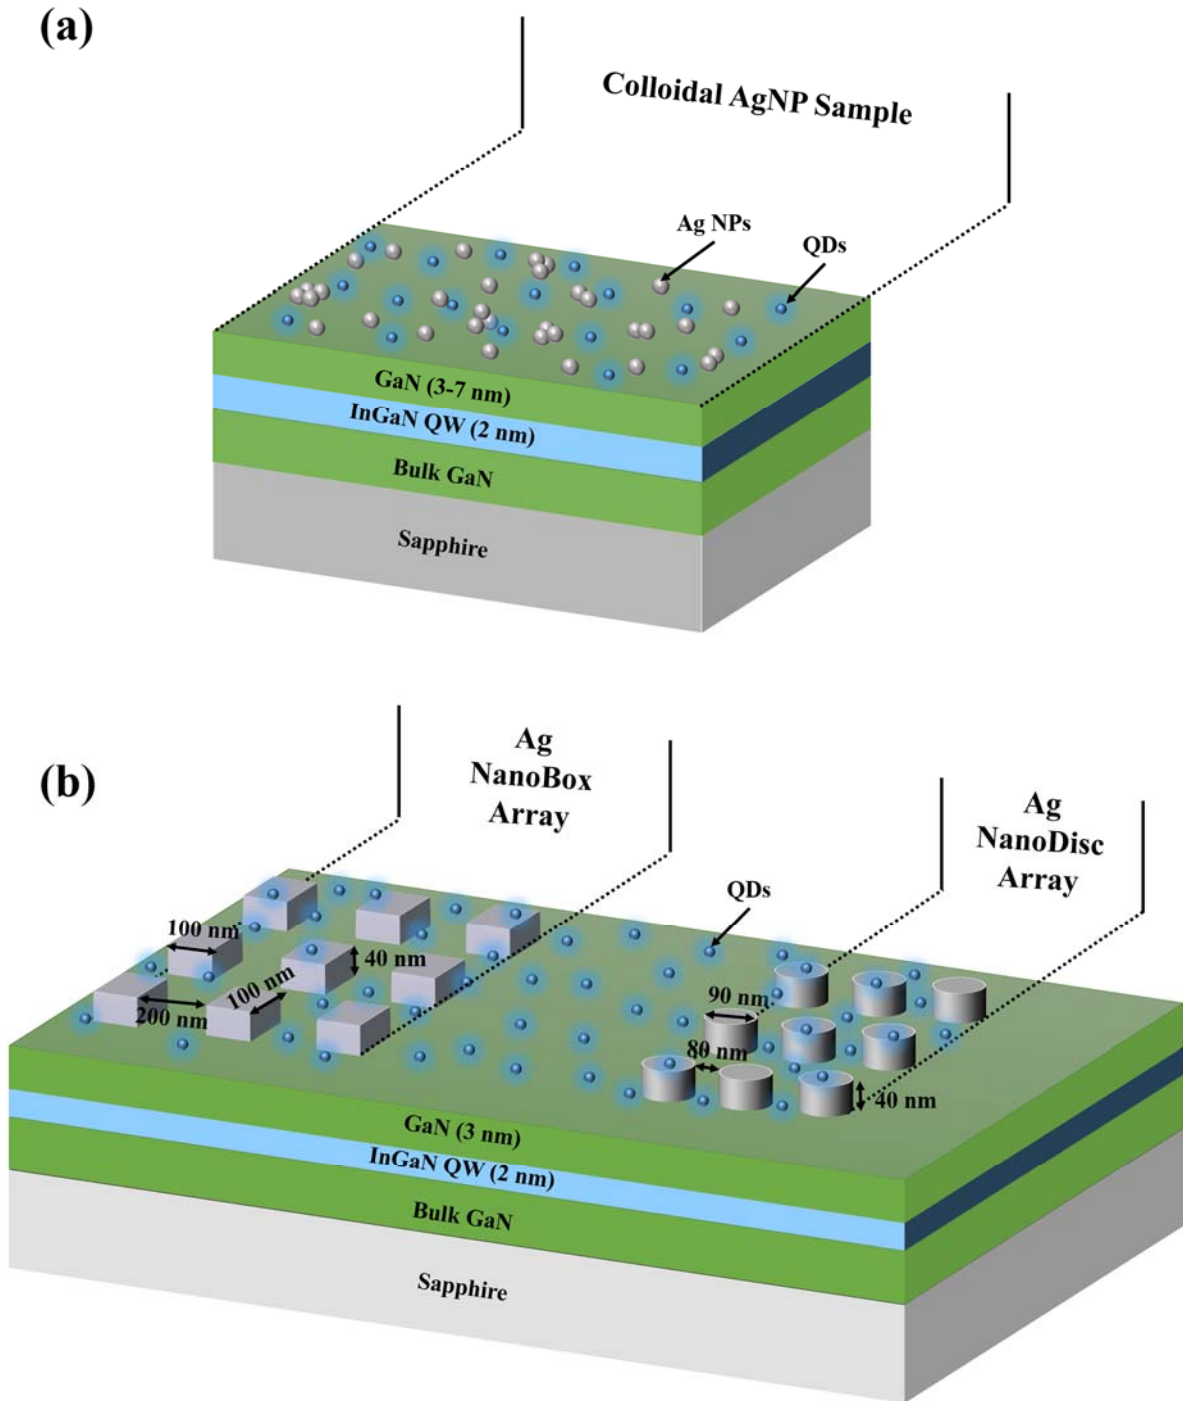 (a)
Colloidal AgNP Sample
Ag NPs
QDs
GaN (3-7 nm)
InGaN QW (2 nm)
Bulk GaN
Sapphire
(b)
Ag
NanoBox
Array
Ag
NanoDisc
Array
QDs
100 nm
40 nm
100 nm
200 nm
90 nm
80 nm
40 nm
GaN (3 nm)
InGaN QW (2 nm)
Bulk GaN
Sapphire